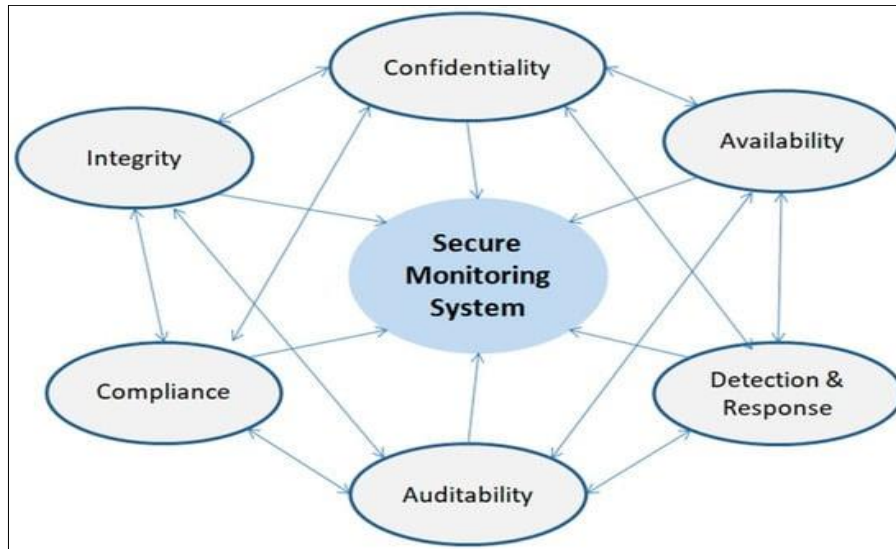 Confidentiality
Integrity
Availability
Secure
Monitoring
System
Compliance
Detection &
Response
Auditability